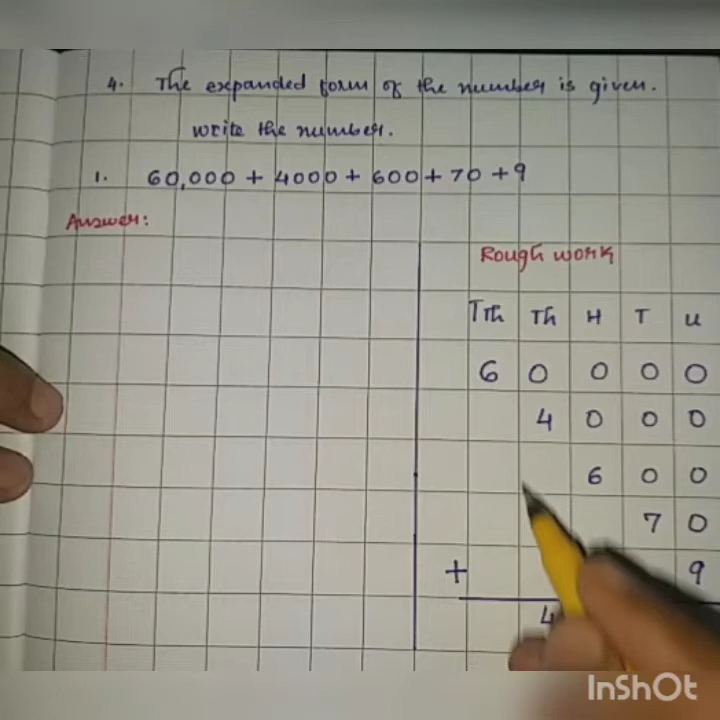 4. The expanded form of the number is given.
write the number.
1. 60,000 + 4000 + 600 + 70 + 9
Answer:
Rough work
TTh Th H T U
6 0 0 0 0
4 0 0 0
6 0 0
7 0
+ 9
4
InShOt